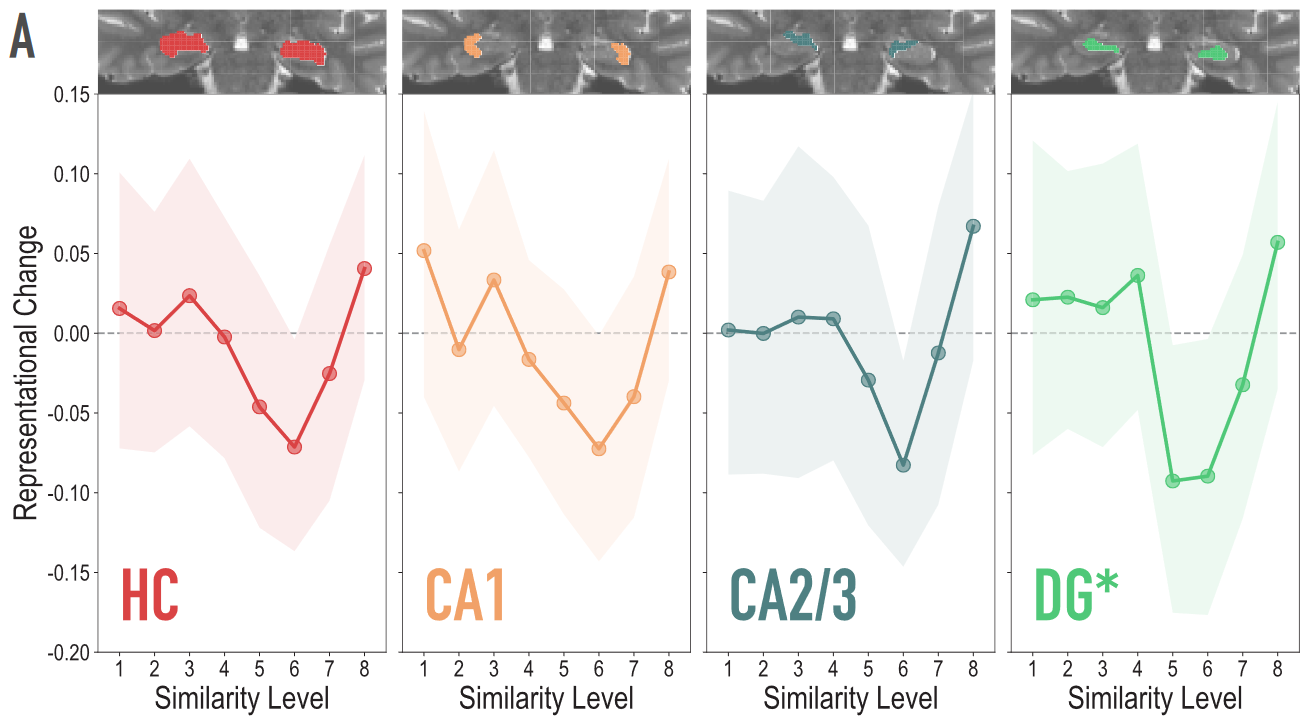 A
0.15
0.10
0.05
0.00
-0.05
-0.10
-0.15
-0.20
Representational Change
HC
CA1
CA2/3
DG*
1 2 3 4 5 6 7 8
1 2 3 4 5 6 7 8
1 2 3 4 5 6 7 8
1 2 3 4 5 6 7 8
Similarity Level
Similarity Level
Similarity Level
Similarity Level